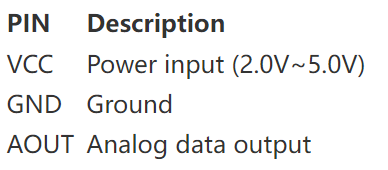 PIN Description
VCC Power input (2.0V~5.0V)
GND Ground
AOUT Analog data output